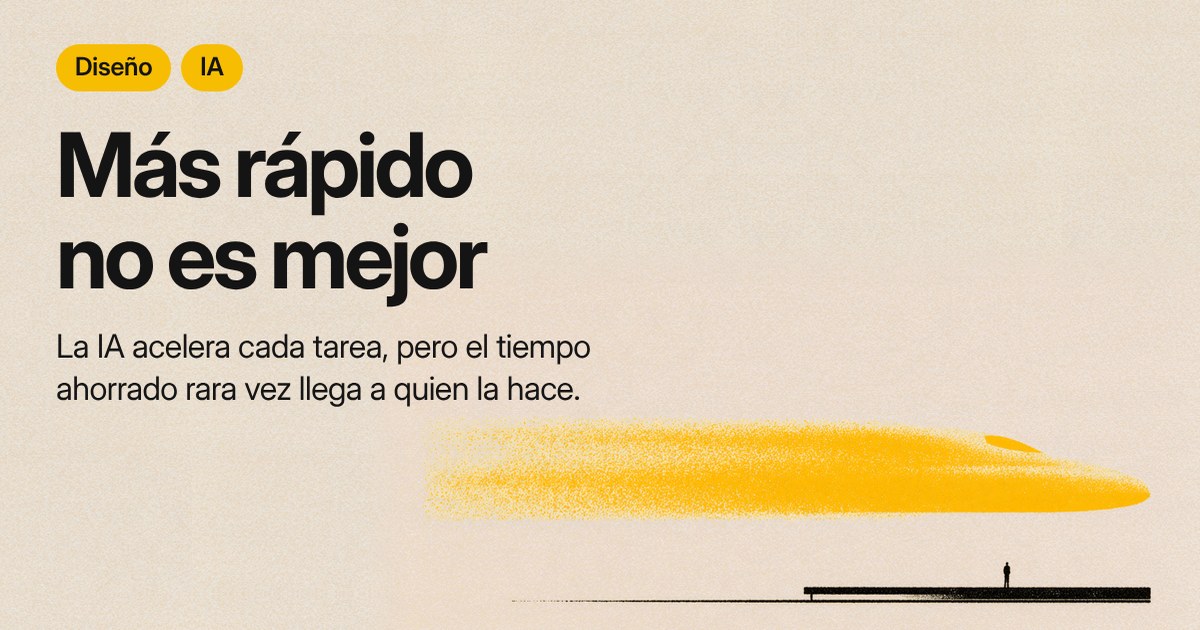 Diseño IA
Más rápido
no es mejor
La IA acelera cada tarea, pero el tiempo
ahorrado rara vez llega a quien la hace.